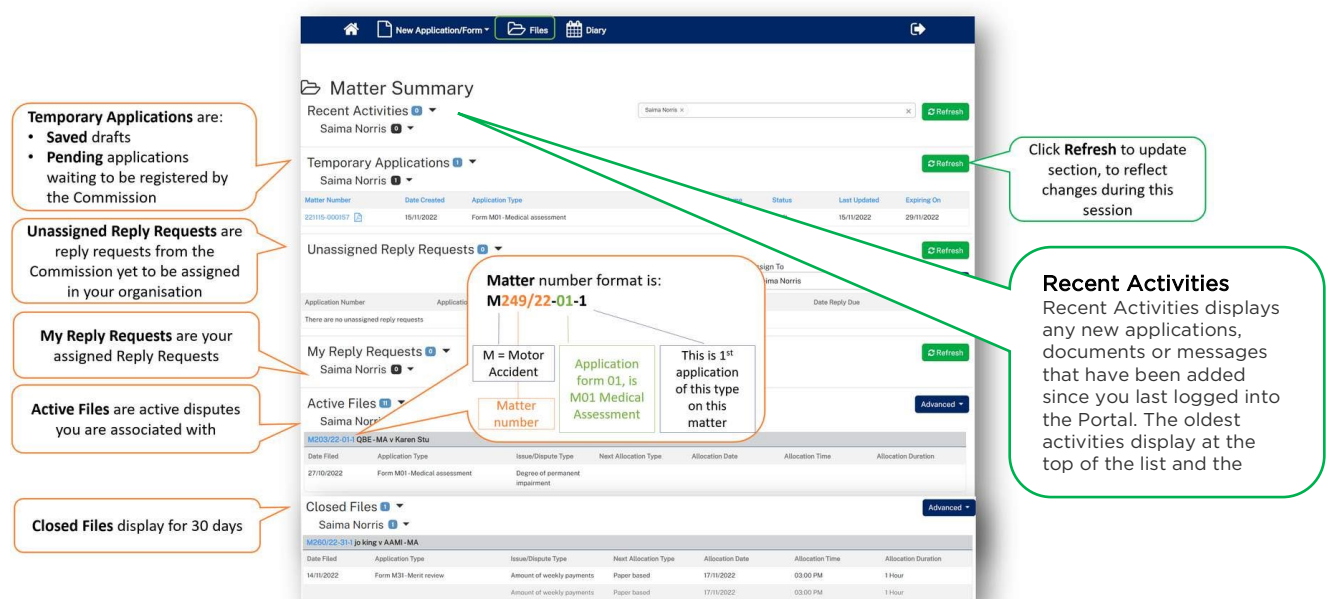 New Application/Form
Files
Diary
Matter Summary
Recent Activities 0
Saima Norris ×
×
Refresh
Saima Norris 0
Temporary Applications 1
Refresh
Saima Norris 1
Matter Number Date Created Application Type Status Last Updated Expiring On
221115-000157 15/11/2022 Form M01 - Medical assessment 15/11/2022 29/11/2022
Unassigned Reply Requests 0
Refresh
sign To
ima Norris
Application Number Applicatio Date Reply Due
There are no unassigned reply requests
My Reply Requests 0
Refresh
Saima Norris 0
Active Files 11
Advanced
Saima Norri
M203/22-01-1 QBE - MA v Karen Stu
Date Filed Application Type Issue/Dispute Type Next Allocation Type Allocation Date Allocation Time Allocation Duration
27/10/2022 Form M01 - Medical assessment Degree of permanent
impairment
Closed Files 1
Advanced
Saima Norris 1
M260/22-31-1 jo king v AAMI - MA
Date Filed Application Type Issue/Dispute Type Next Allocation Type Allocation Date Allocation Time Allocation Duration
14/11/2022 Form M31 - Merit review Amount of weekly payments Paper based 17/11/2022 03:00 PM 1 Hour
Amount of weekly payments Paper based 17/11/2022 03:00 PM 1 Hour
Temporary Applications are:
• Saved drafts
• Pending applications
waiting to be registered by
the Commission
Unassigned Reply Requests are
reply requests from the
Commission yet to be assigned
in your organisation
My Reply Requests are your
assigned Reply Requests
Active Files are active disputes
you are associated with
Closed Files display for 30 days
Matter number format is:
M249/22-01-1
M = Motor
Accident
Matter
number
Application
form 01, is
M01 Medical
Assessment
This is 1st
application
of this type
on this
matter
Click Refresh to update
section, to reflect
changes during this
session
Recent Activities
Recent Activities displays
any new applications,
documents or messages
that have been added
since you last logged into
the Portal. The oldest
activities display at the
top of the list and the